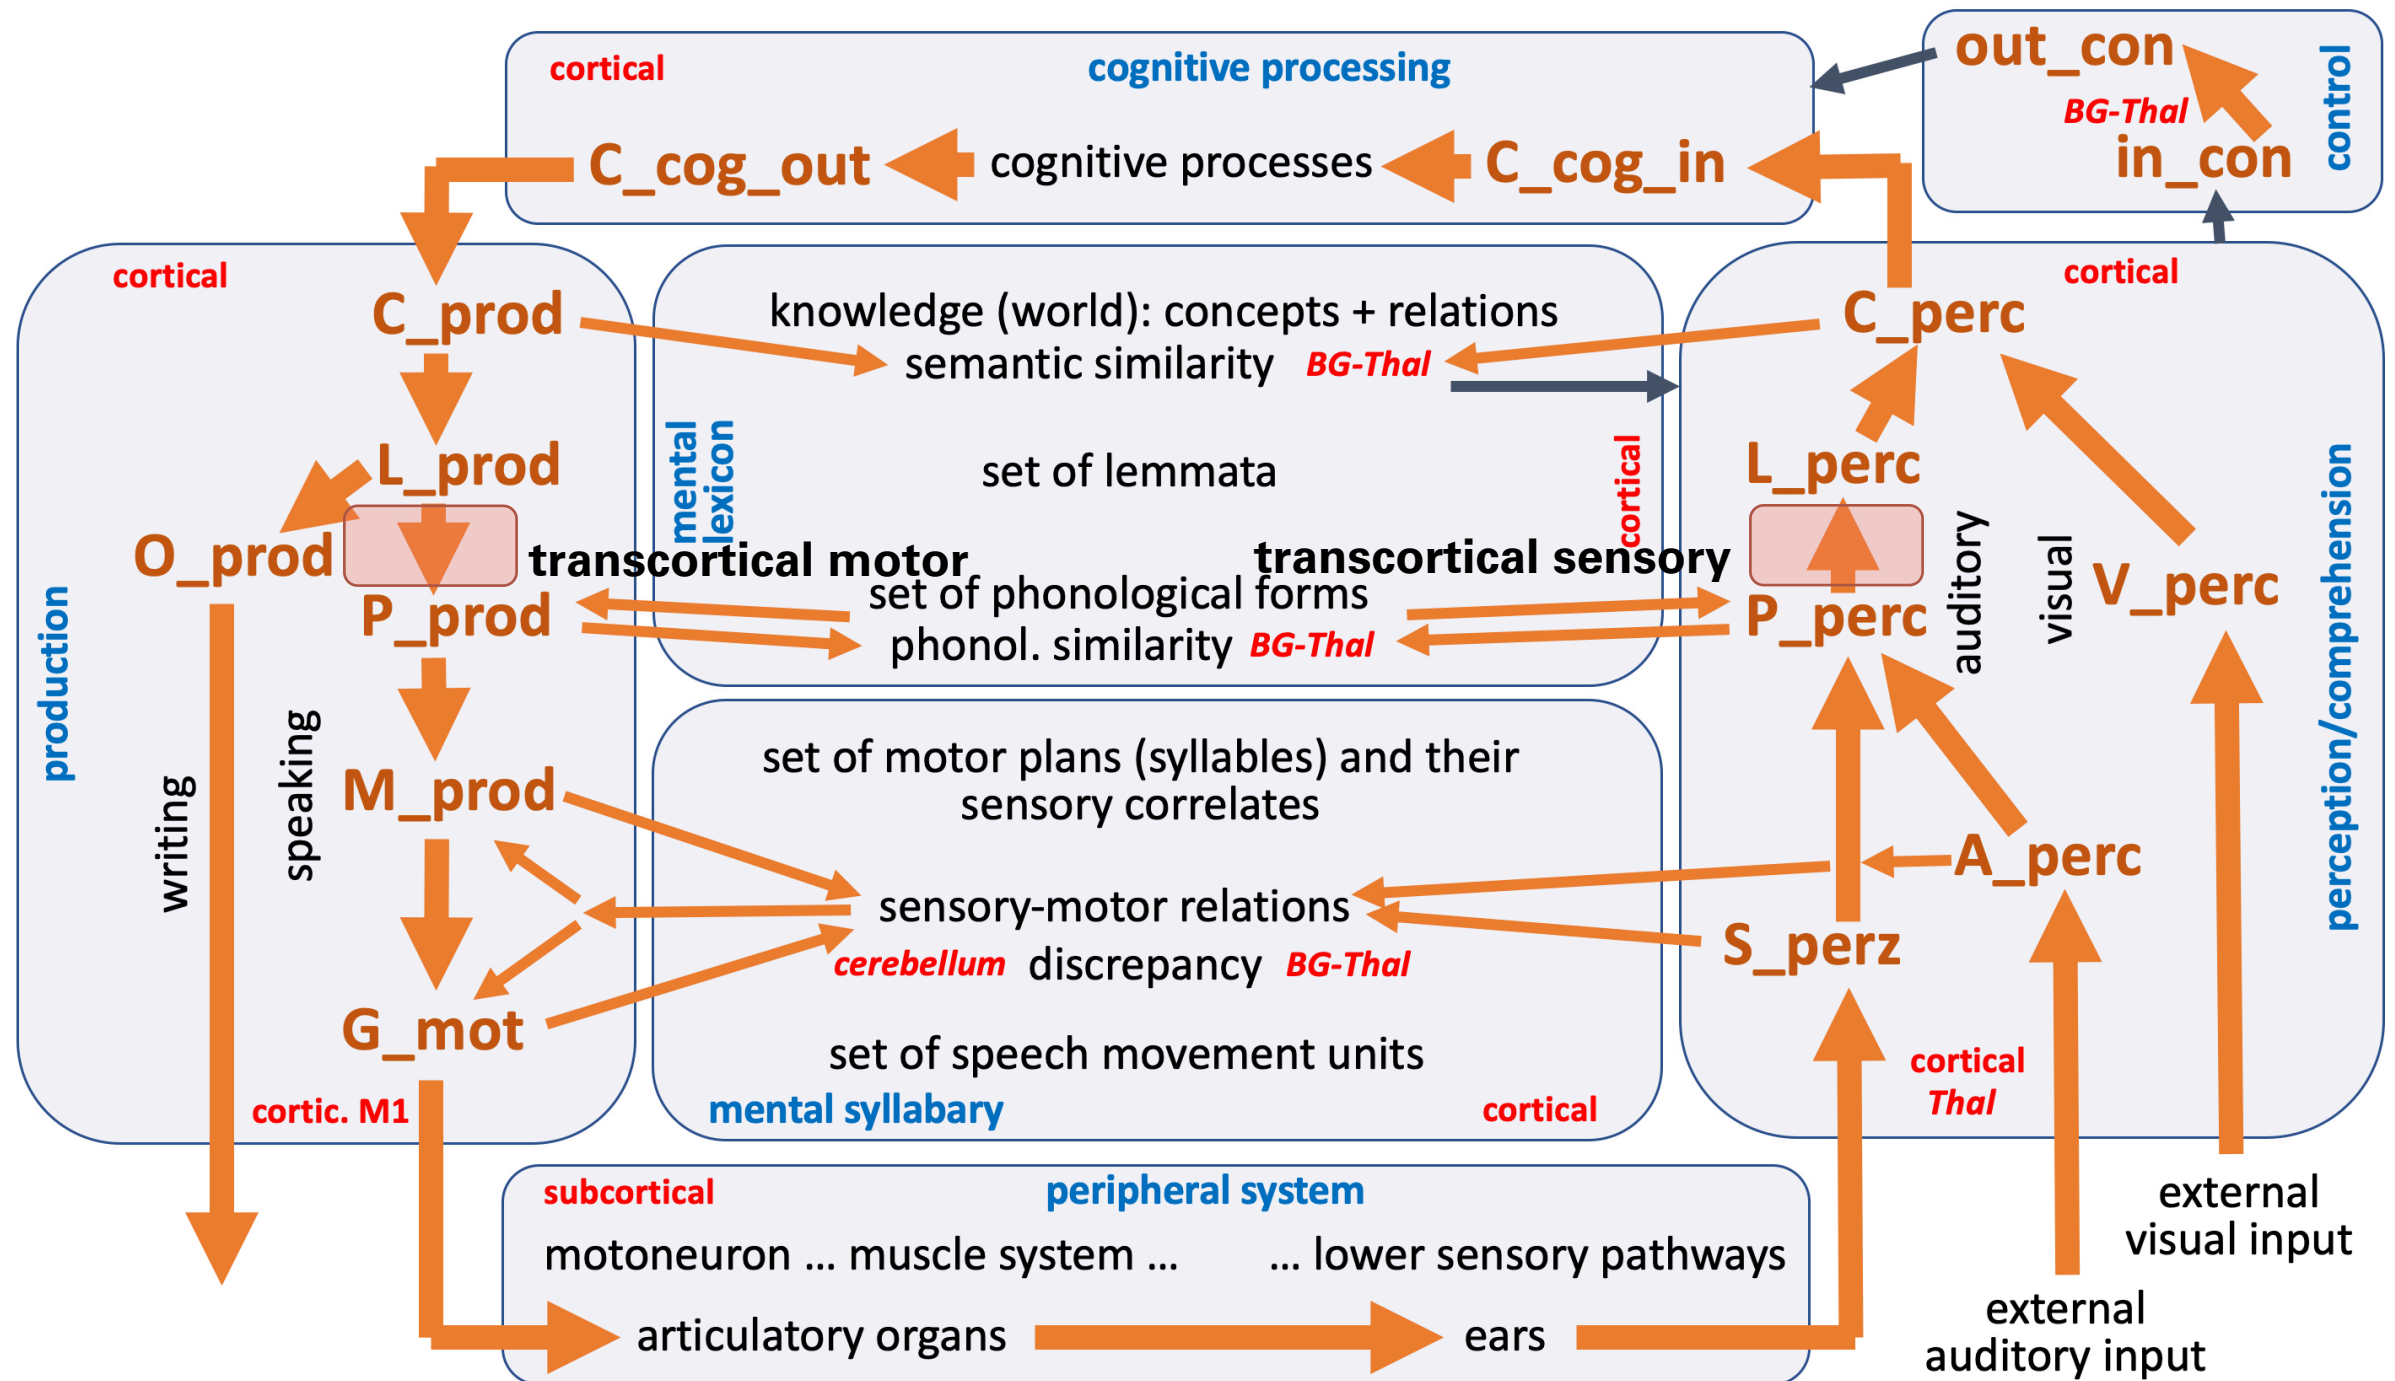 cortical
cognitive processing
C_cog_out
cognitive processes
C_cog_in
out_con
BG-Thal
in_con
control
cortical
C_prod
L_prod
O_prod
P_prod
M_prod
G_mot
production
writing
speaking
cortic. M1
transcortical motor
knowledge (world): concepts + relations
semantic similarity
BG-Thal
mental
lexicon
set of lemmata
cortical
transcortical sensory
set of phonological forms
phonol. similarity
BG-Thal
set of motor plans (syllables) and their
sensory correlates
sensory-motor relations
cerebellum
discrepancy
BG-Thal
set of speech movement units
mental syllabary
cortical
cortical
C_perc
L_perc
P_perc
auditory
visual
V_perc
A_perc
S_perz
perception/comprehension
cortical
Thal
subcortical
peripheral system
motoneuron ... muscle system ...
... lower sensory pathways
articulatory organs
ears
external
visual input
external
auditory input